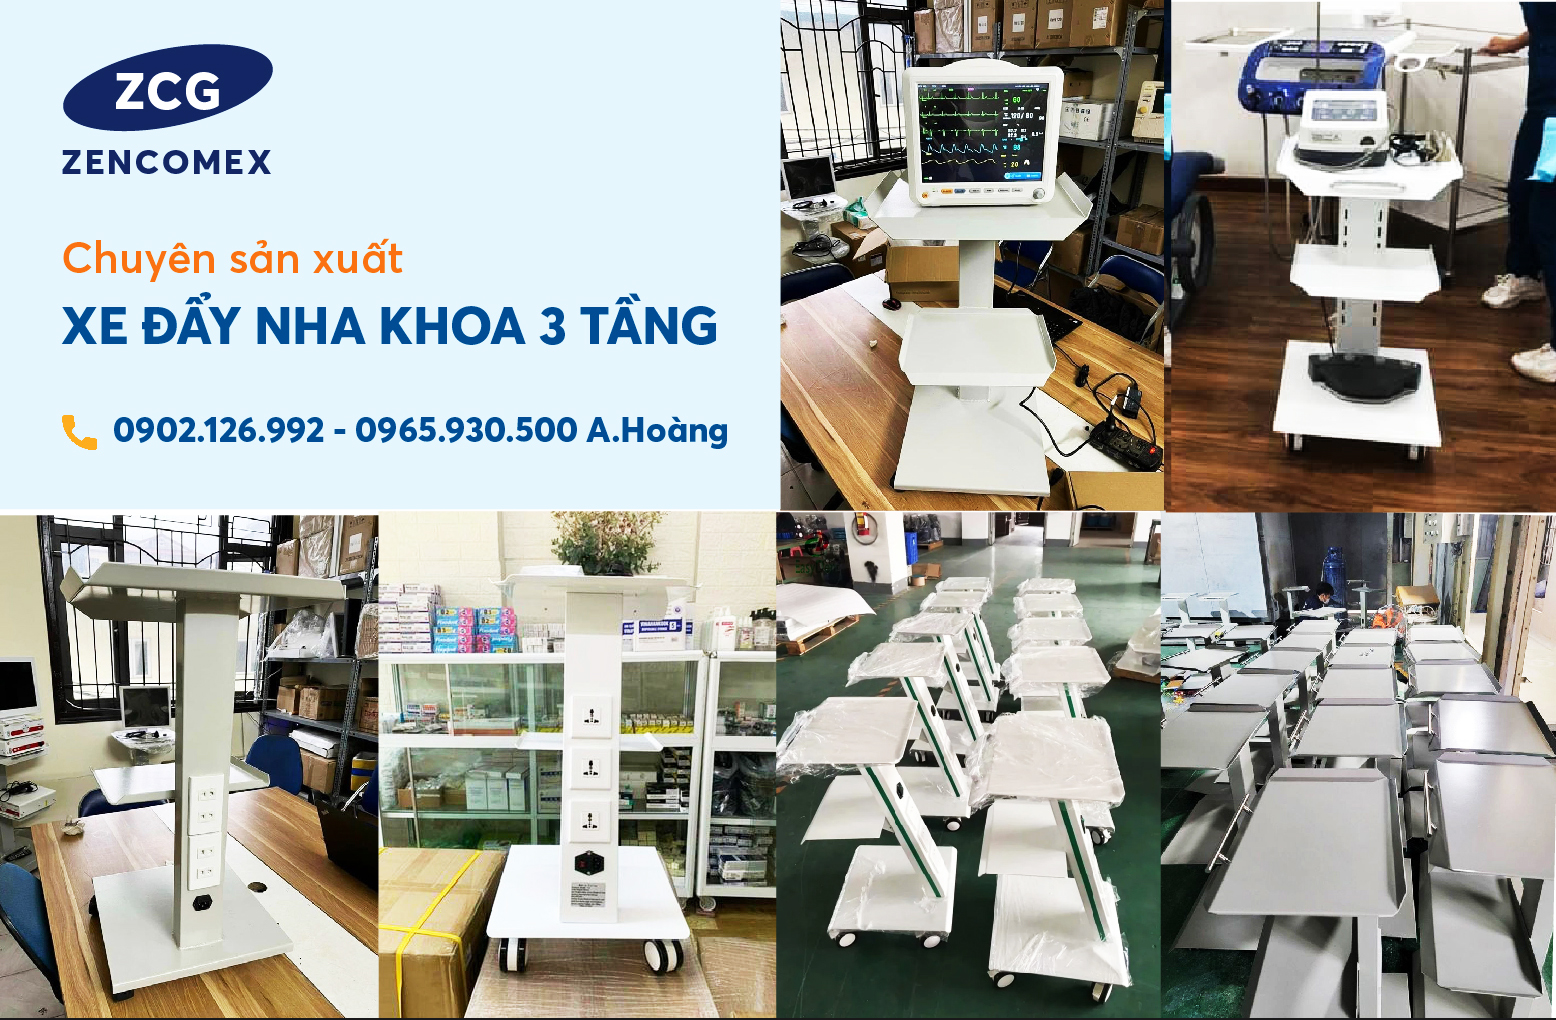 ZCG
ZENCOMEX
Chuyên sản xuất
XE ĐẨY NHA KHOA 3 TẦNG
0902.126.992 - 0965.930.500 A.Hoàng